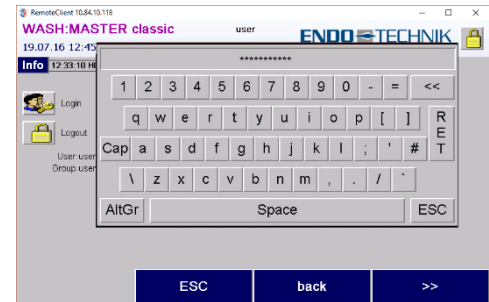 RemoteClient 10.84.10.118
WASH:MASTER classic user ENDO TECHNIK
19.07.16 12:45
Info 12:33:10 HI
***********
1 2 3 4 5 6 7 8 9 0 - = <<
q w e r t y u i o p [ ] RET
Login
Cap a s d f g h j k l ; ' #
Logout
\ z x c v b n m , . / `
User:user
Group:user
AltGr Space ESC
ESC back >>